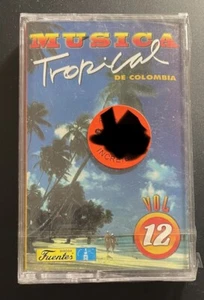 MUSICA
Tropical
DE COLOMBIA
VOL.
12
Fuentes